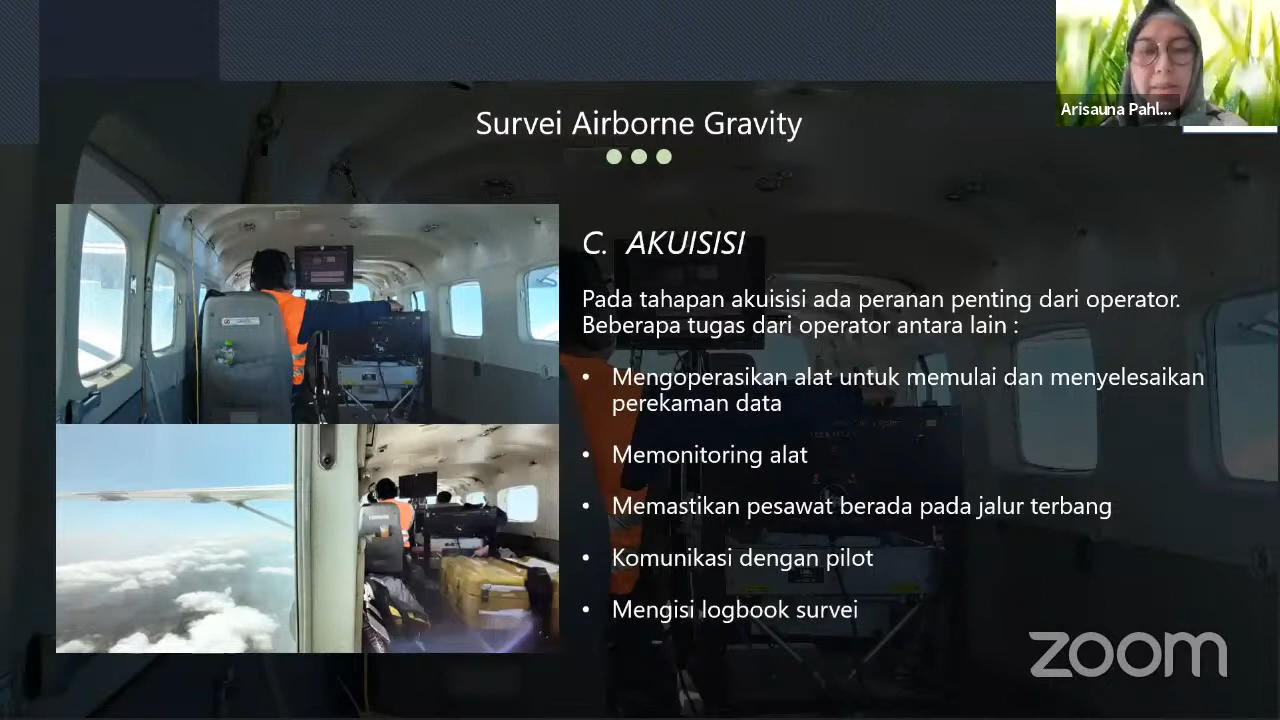 Arisauna Pahl...
Survei Airborne Gravity
C. AKUISISI
Pada tahapan akuisisi ada peranan penting dari operator.
Beberapa tugas dari operator antara lain :
• Mengoperasikan alat untuk memulai dan menyelesaikan
perekaman data
• Memonitoring alat
• Memastikan pesawat berada pada jalur terbang
• Komunikasi dengan pilot
• Mengisi logbook survei
zoom